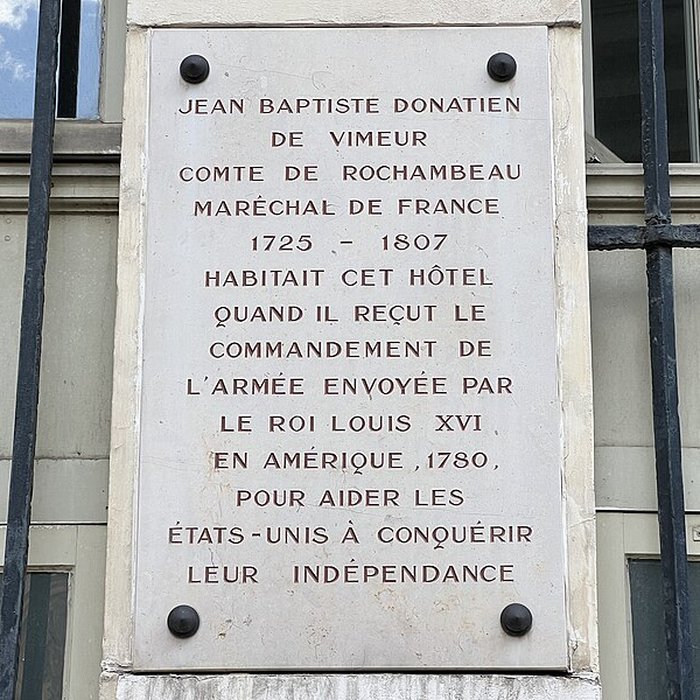 JEAN BAPTISTE DONATIEN
DE VIMEUR
COMTE DE ROCHAMBEAU
MARÉCHAL DE FRANCE
1725 - 1807
HABITAIT CET HÔTEL
QUAND IL REÇUT LE
COMMANDEMENT DE
L'ARMÉE ENVOYÉE PAR
LE ROI LOUIS XVI
EN AMÉRIQUE, 1780,
POUR AIDER LES
ÉTATS-UNIS À CONQUÉRIR
LEUR INDÉPENDANCE